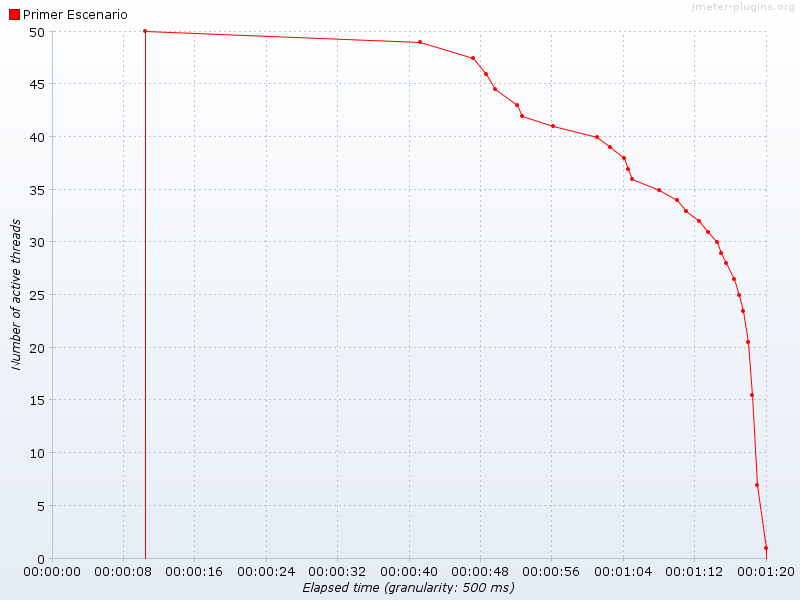 jmeter-plugins.org
Primer Escenario
50
45
40
35
30
25
20
15
10
5
0
Number of active threads
00:00:00 00:00:08 00:00:16 00:00:24 00:00:32 00:00:40 00:00:48 00:00:56 00:01:04 00:01:12 00:01:20
Elapsed time (granularity: 500 ms)